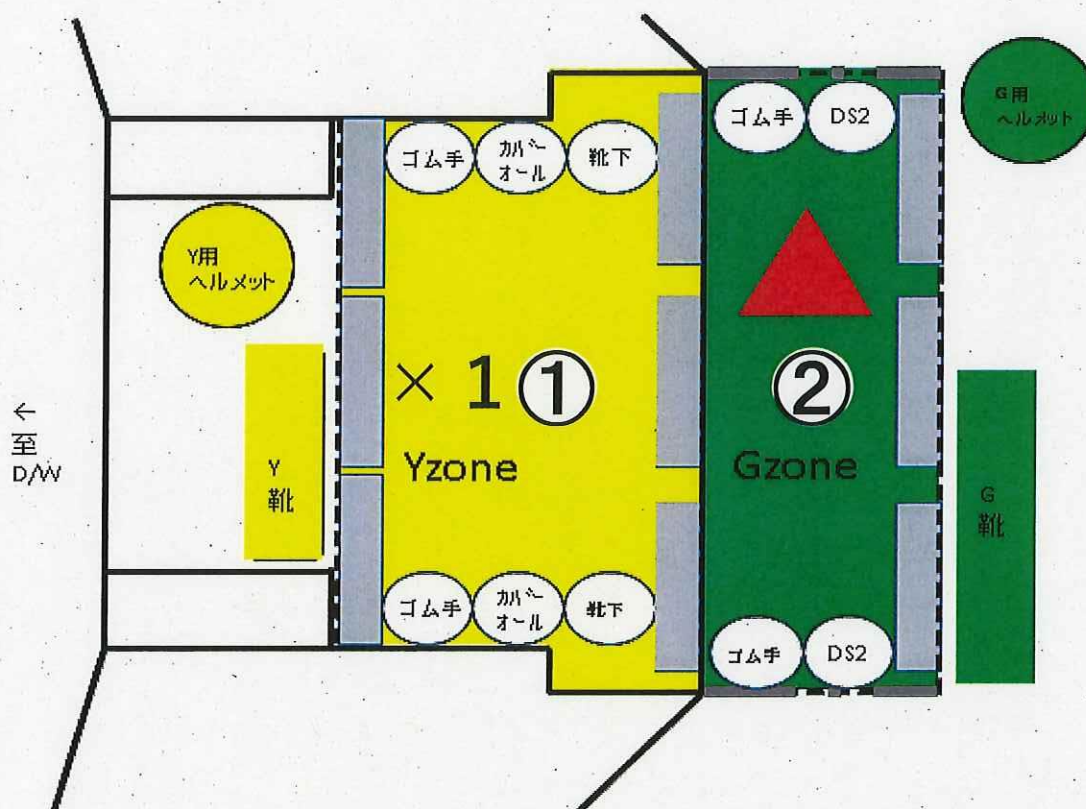 G用
ヘルメット
ゴム手
DS2
ゴム手
カバー
オール
靴下
Y用
ヘルメット
× 1 ①
②
Yzone
Gzone
←
至
D/W
Y
靴
G
靴
ゴム手
カバー
オール
靴下
ゴム手
DS2